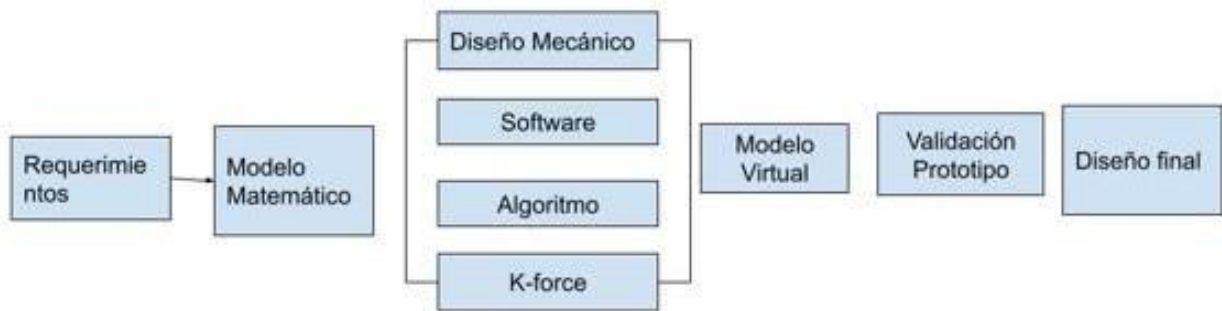 Requerimie
ntos
Modelo
Matemático
Diseño Mecánico
Software
Algoritmo
K-force
Modelo
Virtual
Validación
Prototipo
Diseño final